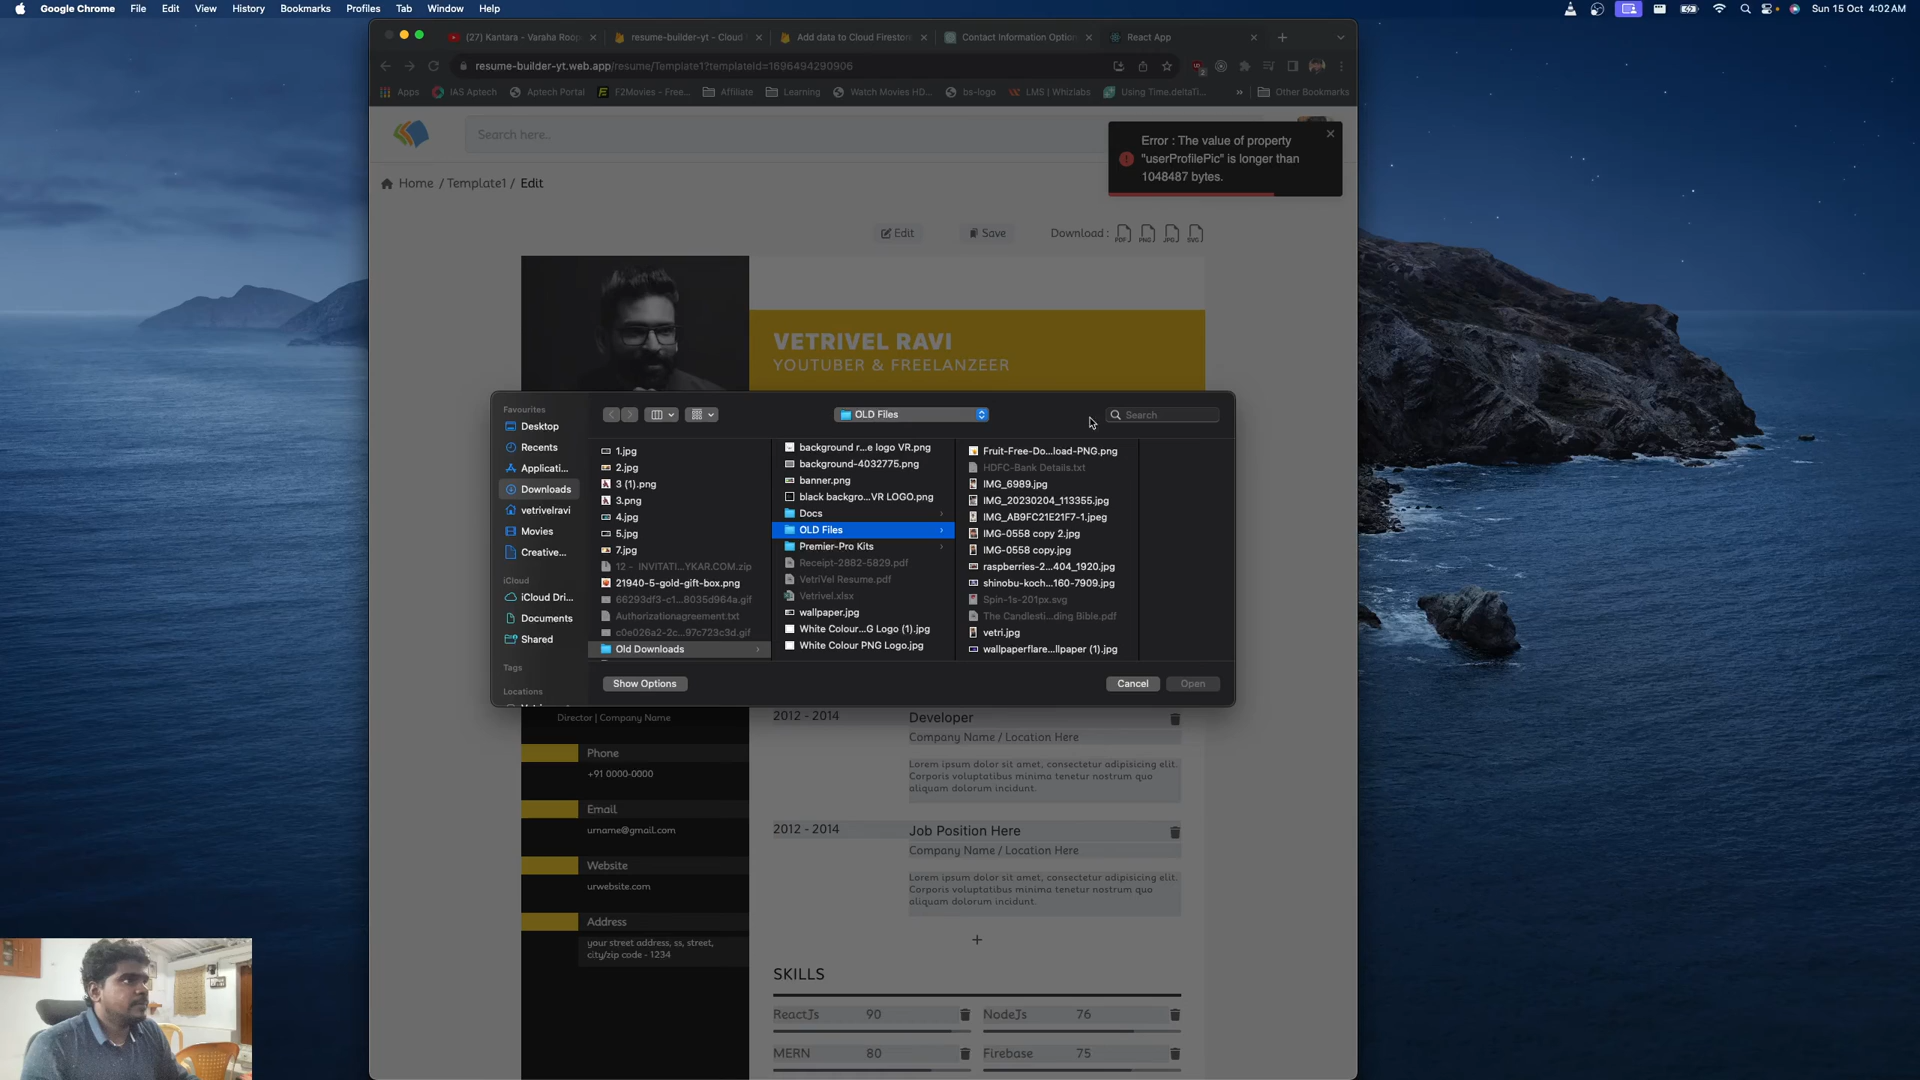 Google Chrome File Edit View History Bookmarks Profiles Tab Window Help Sun 15 Oct 4:02 AM
(27) Kantara - Varaha Roop resume-builder-yt - Cloud Add data to Cloud Firestor Contact Information Option React App
resume-builder-yt.web.app/resume/Template1?templateId=1696494290906
Apps IAS Aptech Aptech Portal F2Movies - Free... Affiliate Learning Watch Movies HD... bs-logo LMS | Whizlabs Using Time.deltaTi... » Other Bookmarks
Search here..
Error : The value of property
"userProfilePic" is longer than
1048487 bytes.
Home / Template1 / Edit
Edit Save Download : PDF PNG JPG SVG
VETRIVEL RAVI
YOUTUBER & FREELANZEER
Favourites
Desktop
Recents
Applicati...
Downloads
vetrivelravi
Movies
Creative...
iCloud
iCloud Dri...
Documents
Shared
Tags
Locations
OLD Files
Search
1.jpg
2.jpg
3 (1).png
3.png
4.jpg
5.jpg
7.jpg
12 - INVITATI...YKAR.COM.zip
21940-5-gold-gift-box.png
66293df3-c1...8035d964a.gif
Authorizationagreement.txt
c0e026a2-2c...97c723c3d.gif
Old Downloads
background r...e logo VR.png
background-4032775.png
banner.png
black backgro...VR LOGO.png
Docs
OLD Files
Premier-Pro Kits
Receipt-2882-5829.pdf
VetriVel Resume.pdf
Vetrivel.xlsx
wallpaper.jpg
White Colour...G Logo (1).jpg
White Colour PNG Logo.jpg
Fruit-Free-Do...load-PNG.png
HDFC-Bank Details.txt
IMG_6989.jpg
IMG_20230204_113355.jpg
IMG_AB9FC21E21F7-1.jpeg
IMG-0558 copy 2.jpg
IMG-0558 copy.jpg
raspberries-2...404_1920.jpg
shinobu-koch...160-7909.jpg
Spin-1s-201px.svg
The Candlesti...ding Bible.pdf
vetri.jpg
wallpaperflare...llpaper (1).jpg
Show Options Cancel Open
Director | Company Name
Phone
+91 0000-0000
Email
urname@gmail.com
Website
urwebsite.com
Address
your street address, ss, street,
city/zip code - 1234
2012 - 2014 Developer
Company Name / Location Here
Lorem ipsum dolor sit amet, consectetur adipisicing elit.
Corporis voluptatibus minima tenetur nostrum quo
aliquam dolorum incidunt.
2012 - 2014 Job Position Here
Company Name / Location Here
Lorem ipsum dolor sit amet, consectetur adipisicing elit.
Corporis voluptatibus minima tenetur nostrum quo
aliquam dolorum incidunt.
+
SKILLS
ReactJs 90 NodeJs 76
MERN 80 Firebase 75